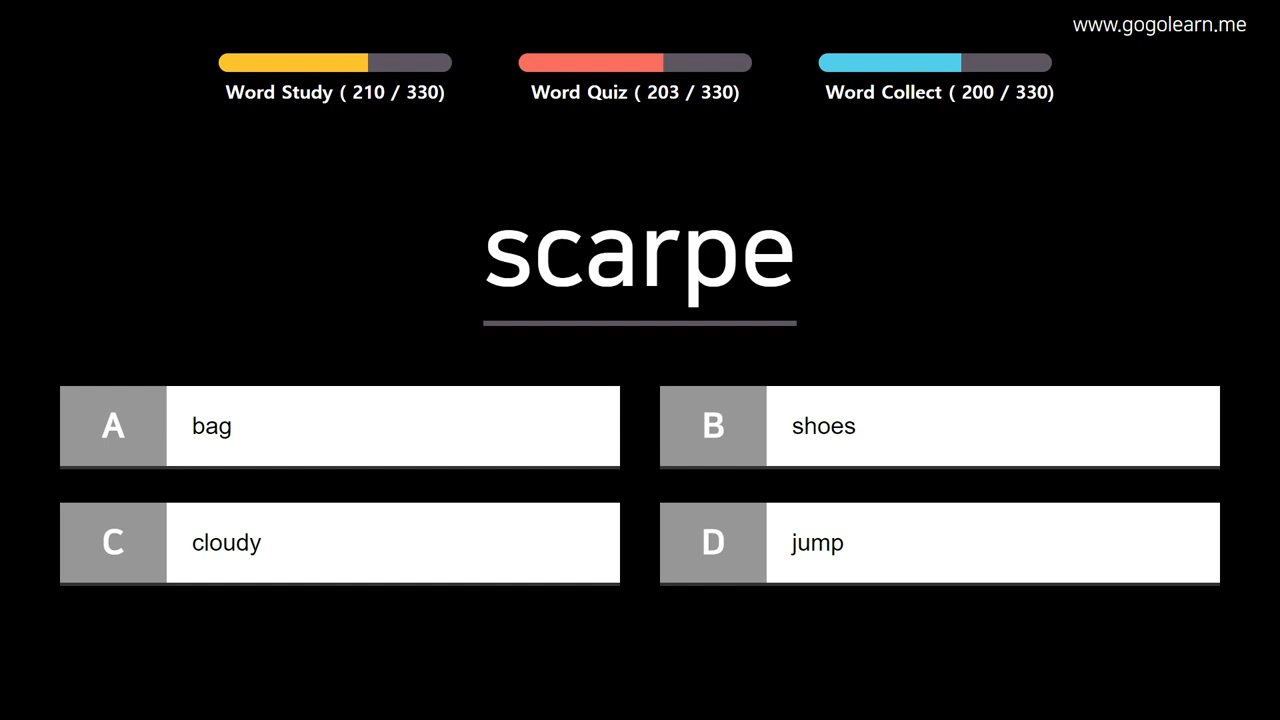 www.gogolearn.me
Word Study ( 210 / 330)
Word Quiz ( 203 / 330)
Word Collect ( 200 / 330)
scarpe
A bag
B shoes
C cloudy
D jump